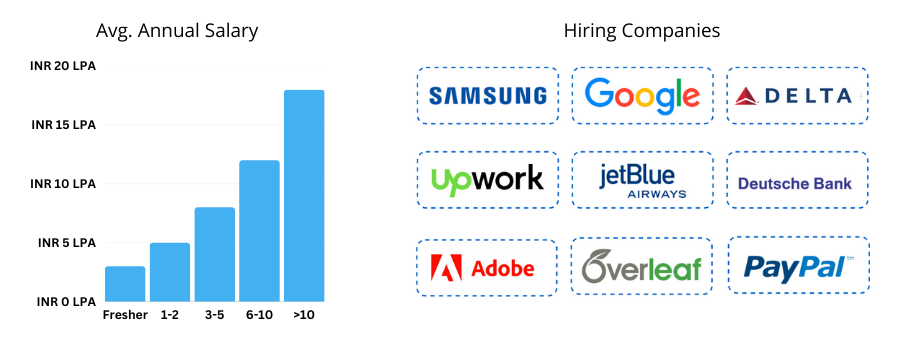 Avg. Annual Salary
INR 20 LPA
INR 15 LPA
INR 10 LPA
INR 5 LPA
INR 0 LPA
Fresher 1-2 3-5 6-10 >10
Hiring Companies
SAMSUNG Google DELTA
upwork jetBlue AIRWAYS Deutsche Bank
Adobe Overleaf PayPal